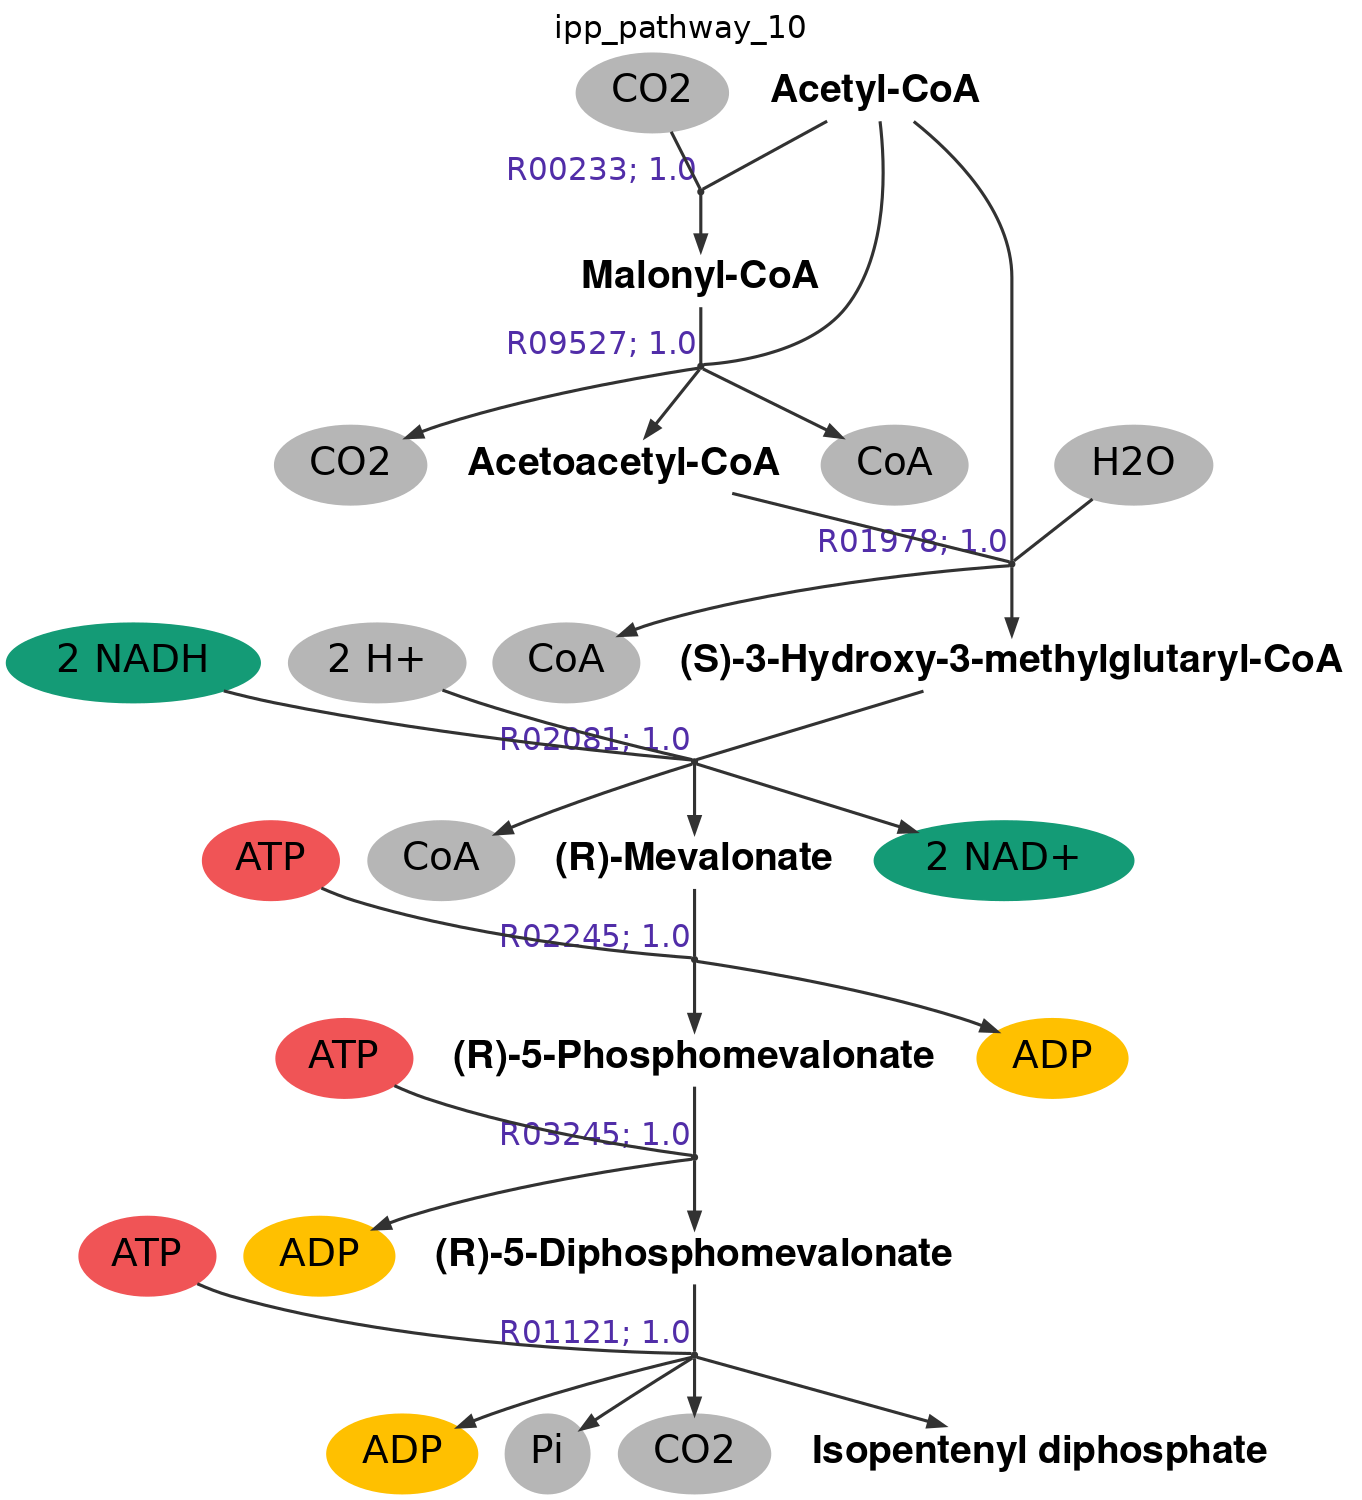 ipp_pathway_10
CO2
Acetyl-CoA
R00233; 1.0
Malonyl-CoA
R09527; 1.0
CO2
Acetoacetyl-CoA
CoA
H2O
R01978; 1.0
2 NADH
2 H+
CoA
(S)-3-Hydroxy-3-methylglutaryl-CoA
R02081; 1.0
ATP
CoA
(R)-Mevalonate
2 NAD+
R02245; 1.0
ATP
(R)-5-Phosphomevalonate
ADP
R03245; 1.0
ATP
ADP
(R)-5-Diphosphomevalonate
R01121; 1.0
ADP
Pi
CO2
Isopentenyl diphosphate